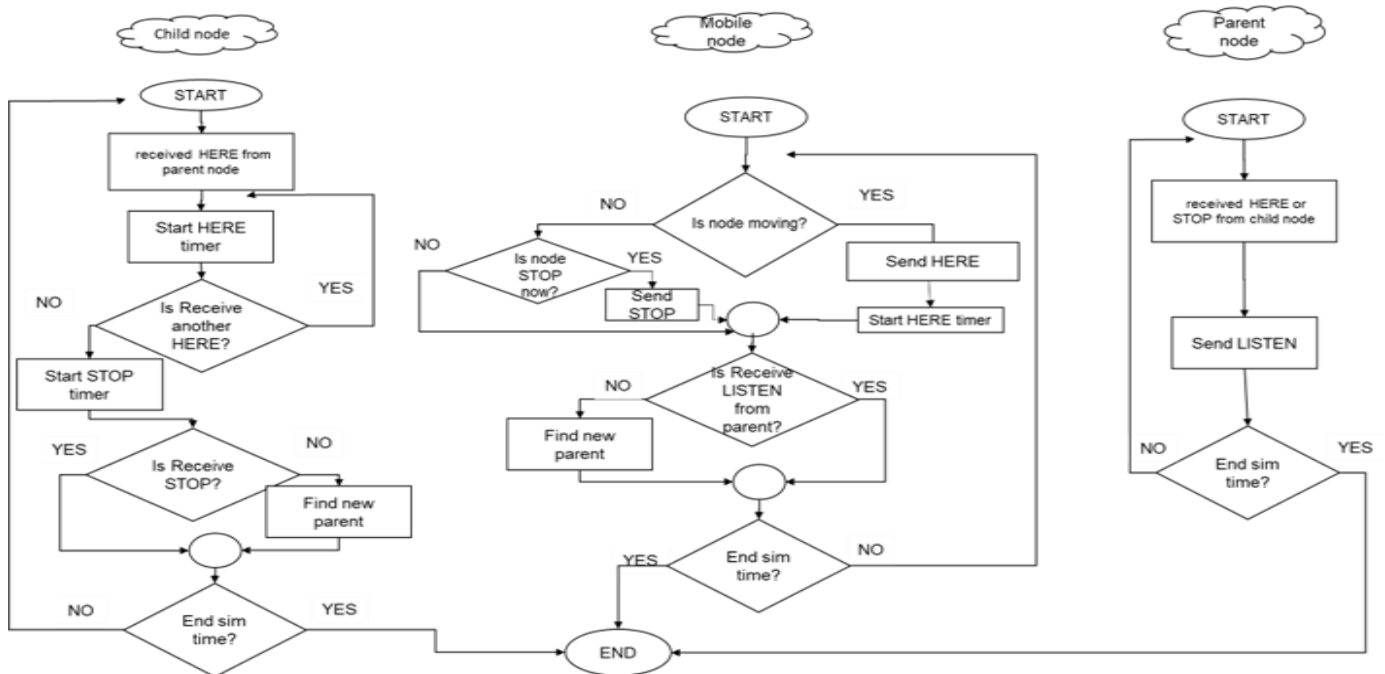 Child node
START
received HERE from
parent node
Start HERE
timer
NO
YES
Is Receive
another
HERE?
Start STOP
timer
YES
NO
Is Receive
STOP?
Find new
parent
NO
YES
End sim
time?
Mobile
node
START
NO
YES
Is node moving?
NO
Is node
STOP
now?
YES
Send HERE
Send
STOP
Start HERE timer
NO
Is Receive
LISTEN
from
parent?
YES
Find new
parent
YES
End sim
time?
NO
END
Parent
node
START
received HERE or
STOP from child node
Send LISTEN
NO
YES
End sim
time?